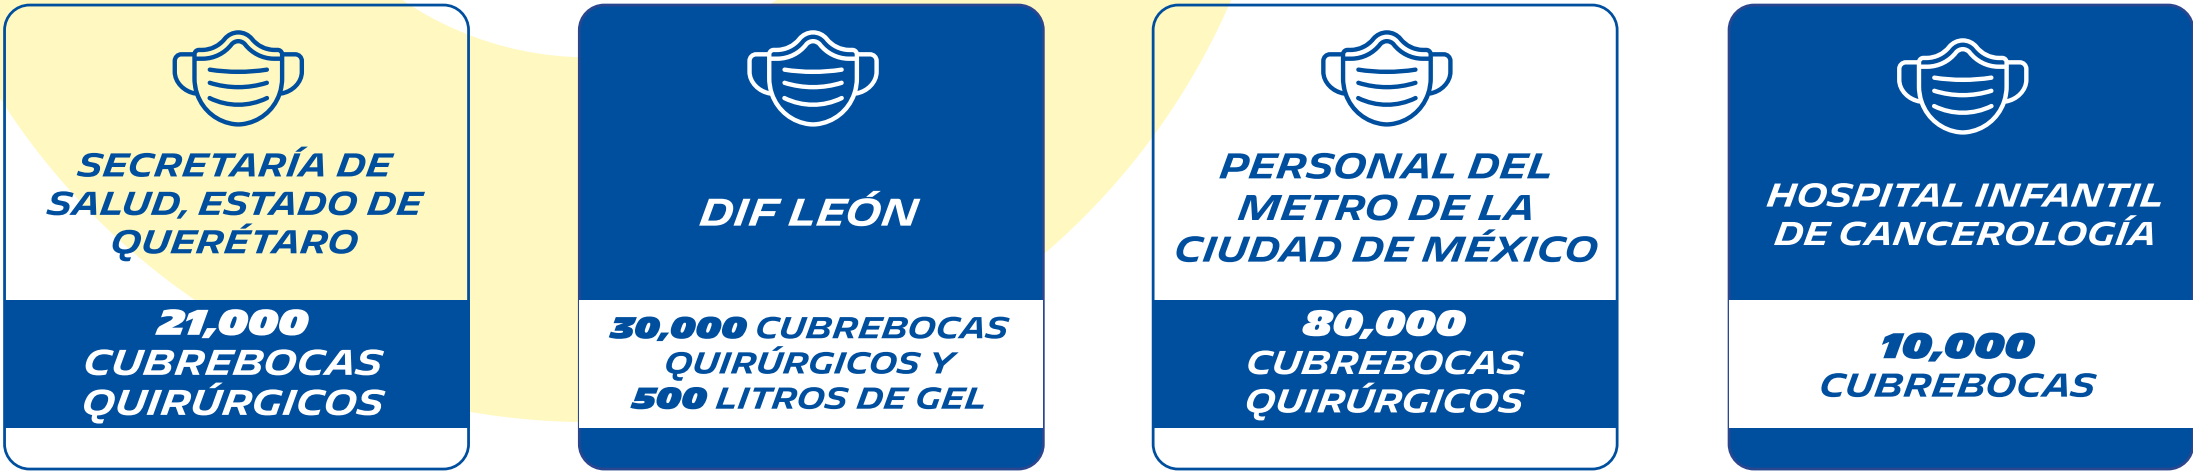 SECRETARÍA DE
SALUD, ESTADO DE
QUERÉTARO
21,000
CUBREBOCAS
QUIRÚRGICOS
DIF LEÓN
30,000 CUBREBOCAS
QUIRÚRGICOS Y
500 LITROS DE GEL
PERSONAL DEL
METRO DE LA
CIUDAD DE MÉXICO
80,000
CUBREBOCAS
QUIRÚRGICOS
HOSPITAL INFANTIL
DE CANCEROLOGÍA
10,000
CUBREBOCAS